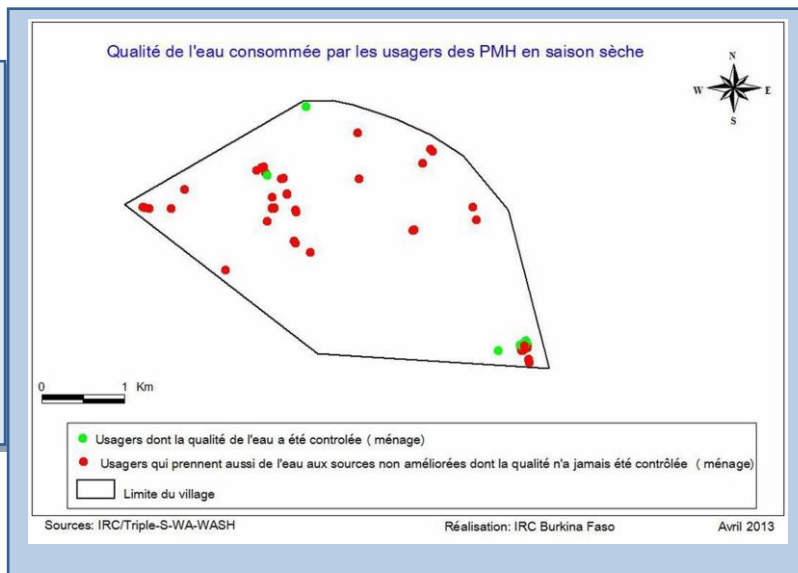 Qualité de l'eau consommée par les usagers des PMH en saison sèche
N
W E
S
0 1 Km
Usagers dont la qualité de l'eau a été controlée ( ménage)
Usagers qui prennent aussi de l'eau aux sources non améliorées dont la qualité n'a jamais été contrôlée ( ménage)
Limite du village
Sources: IRC/Triple-S-WA-WASH Réalisation: IRC Burkina Faso Avril 2013